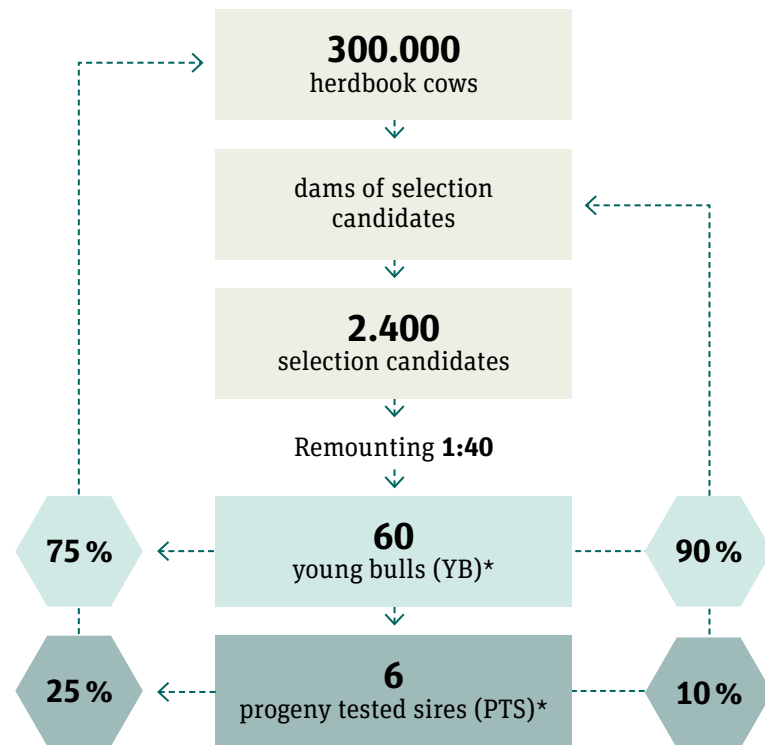 300.000
herdbook cows
dams of selection
candidates
2.400
selection candidates
Remounting 1:40
75 %
60
young bulls (YB)*
90 %
25 %
6
progeny tested sires (PTS)*
10 %